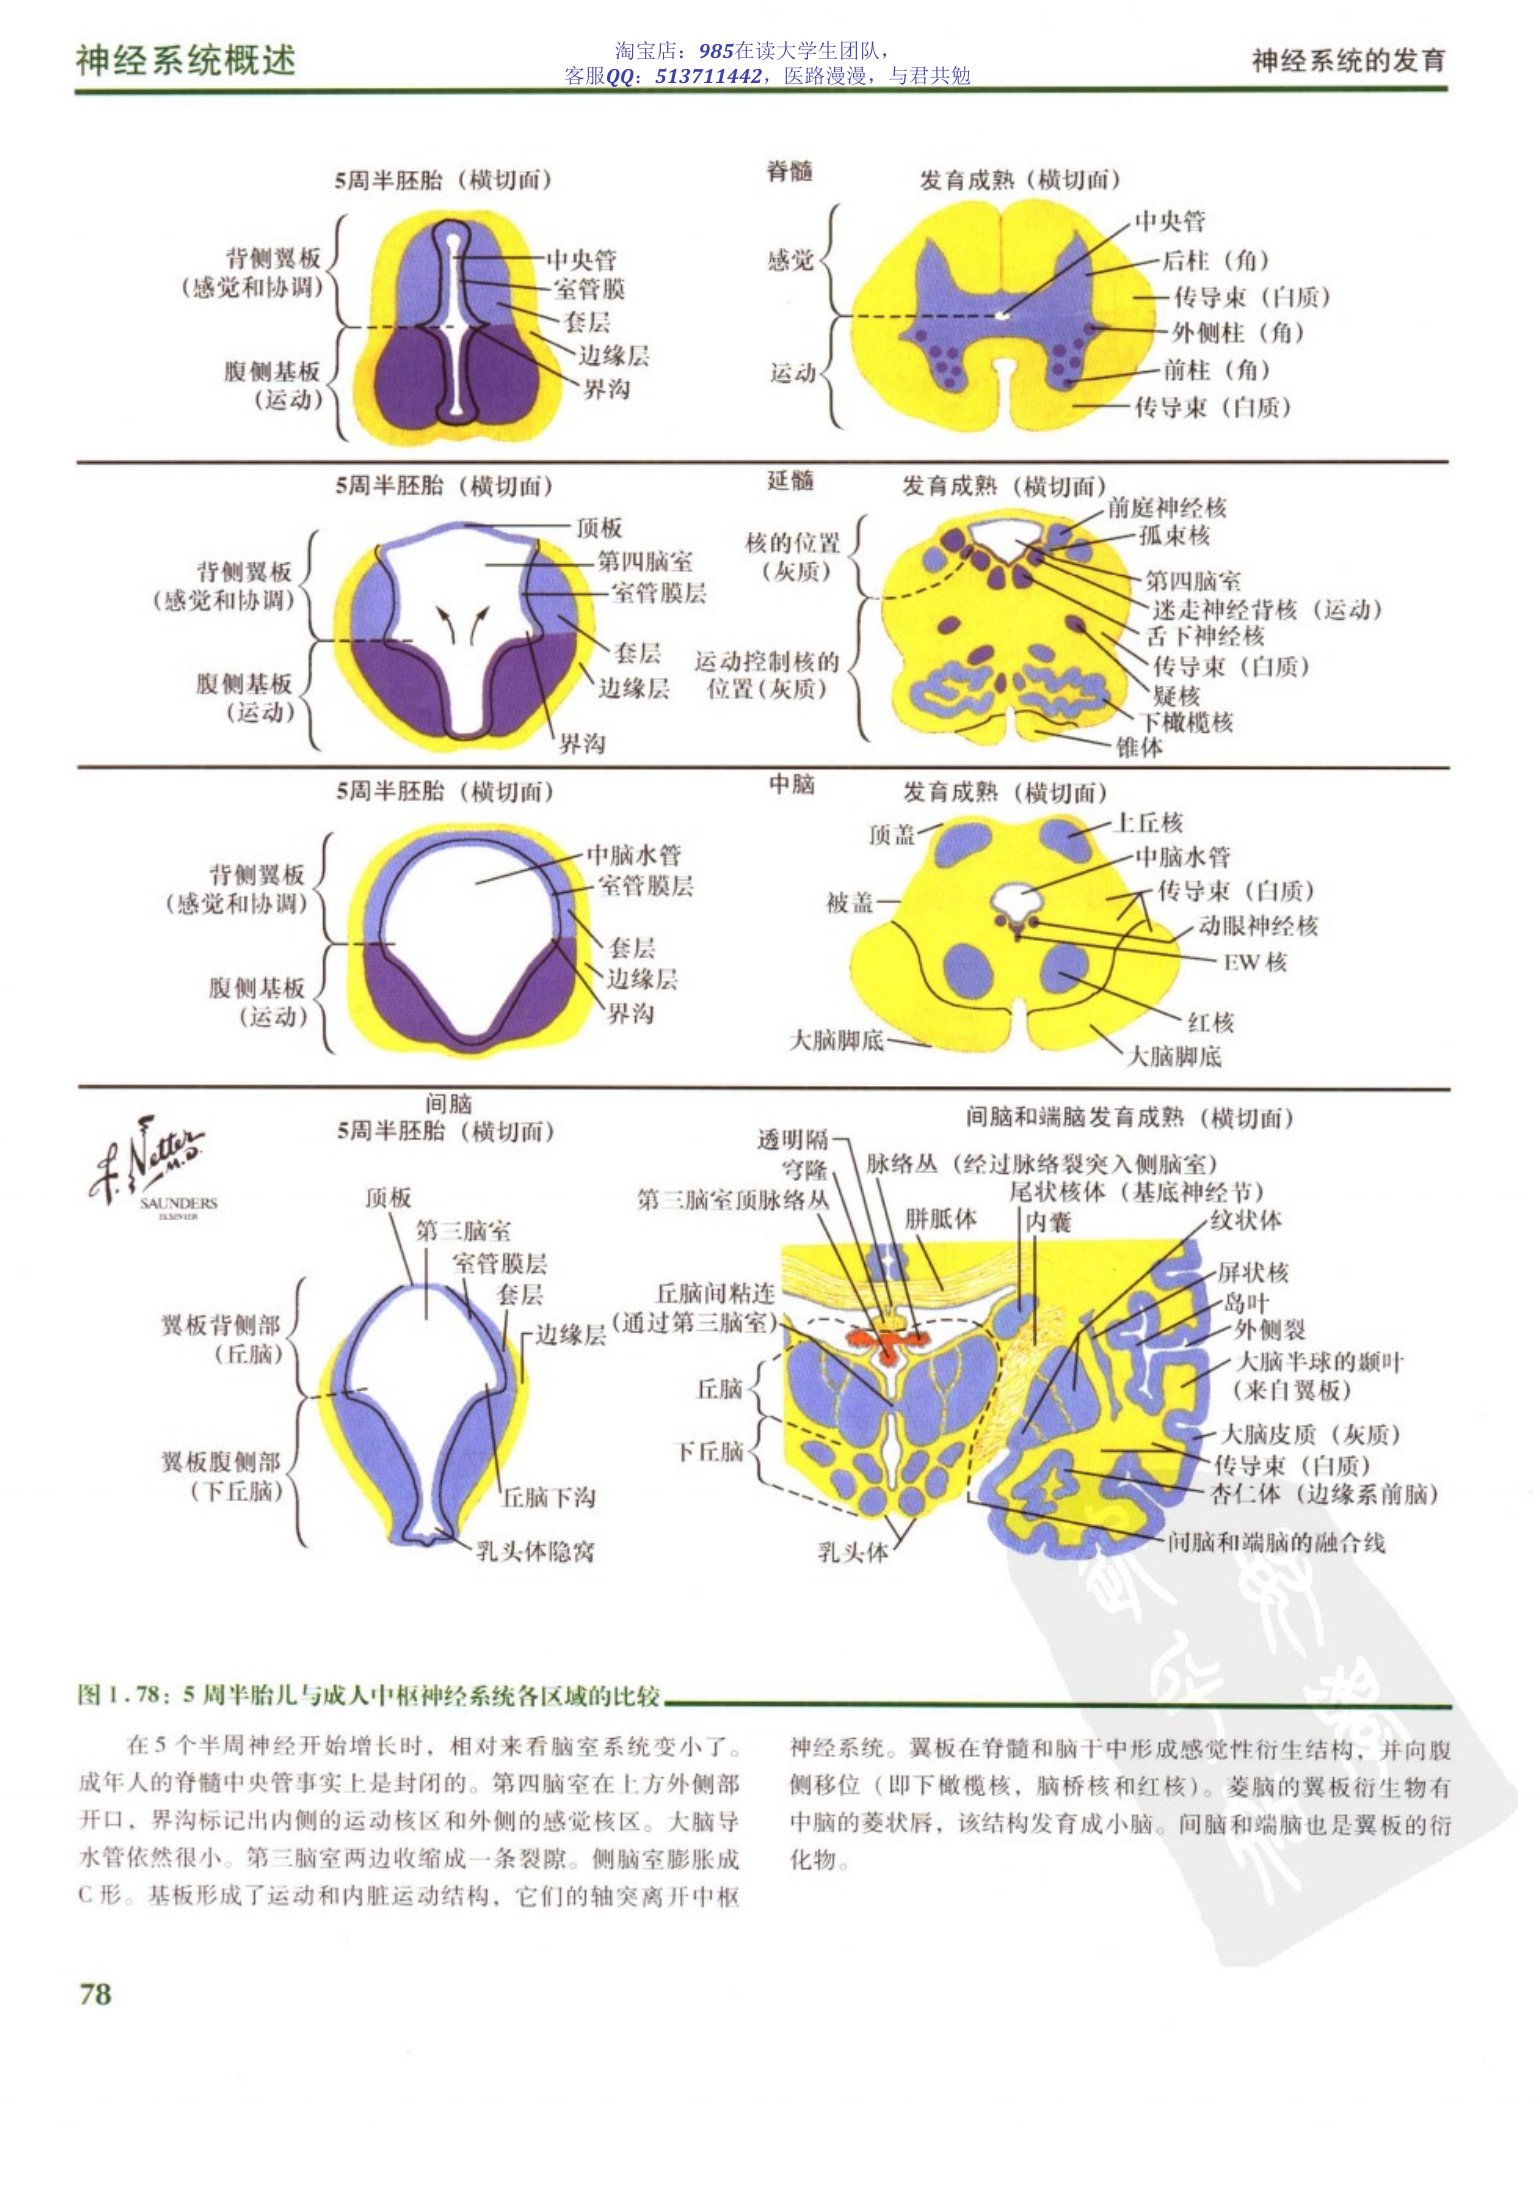 神经系统概述
淘宝店：985在读大学生团队，
客服QQ：513711442，医路漫漫，与君共勉
神经系统的发育
脊髓
5周半胚胎（横切面）
背侧翼板
（感觉和协调）
腹侧基板
（运动）
中央管
室管膜
套层
边缘层
界沟
发育成熟（横切面）
感觉
运动
中央管
后柱（角）
传导束（白质）
外侧柱（角）
前柱（角）
传导束（白质）
延髓
5周半胚胎（横切面）
背侧翼板
（感觉和协调）
腹侧基板
（运动）
顶板
第四脑室
室管膜层
套层
边缘层
界沟
发育成熟（横切面）
核的位置
（灰质）
运动控制核的
位置（灰质）
前庭神经核
孤束核
第四脑室
迷走神经背核（运动）
舌下神经核
传导束（白质）
疑核
下橄榄核
锥体
中脑
5周半胚胎（横切面）
背侧翼板
（感觉和协调）
腹侧基板
（运动）
中脑水管
室管膜层
套层
边缘层
界沟
发育成熟（横切面）
顶盖
被盖
大脑脚底
上丘核
中脑水管
传导束（白质）
动眼神经核
EW核
红核
大脑脚底
间脑
5周半胚胎（横切面）
F. Netter
M.D.
SAUNDERS
ELSEVIER
顶板
第三脑室
室管膜层
套层
边缘层
翼板背侧部
（丘脑）
翼板腹侧部
（下丘脑）
丘脑下沟
乳头体隐窝
间脑和端脑发育成熟（横切面）
透明隔
穹隆
第三脑室顶脉络丛
脉络丛（经过脉络裂突入侧脑室）
尾状核体（基底神经节）
胼胝体
内囊
纹状体
丘脑间粘连
（通过第三脑室）
丘脑
下丘脑
乳头体
屏状核
岛叶
外侧裂
大脑半球的颞叶
（来自翼板）
大脑皮质（灰质）
传导束（白质）
杏仁体（边缘系前脑）
间脑和端脑的融合线
图1.78：5周半胎儿与成人中枢神经系统各区域的比较
在5个半周神经开始增长时，相对来看脑室系统变小了。
成年人的脊髓中央管事实上是封闭的。第四脑室在上方外侧部
开口，界沟标记出内侧的运动核区和外侧的感觉核区。大脑导
水管依然很小。第三脑室两边收缩成一条裂隙。侧脑室膨胀成
C形。基板形成了运动和内脏运动结构，它们的轴突离开中枢
神经系统。翼板在脊髓和脑干中形成感觉性衍生结构，并向腹
侧移位（即下橄榄核，脑桥核和红核）。菱脑的翼板衍生物有
中脑的菱状唇，该结构发育成小脑。间脑和端脑也是翼板的衍
化物。
78